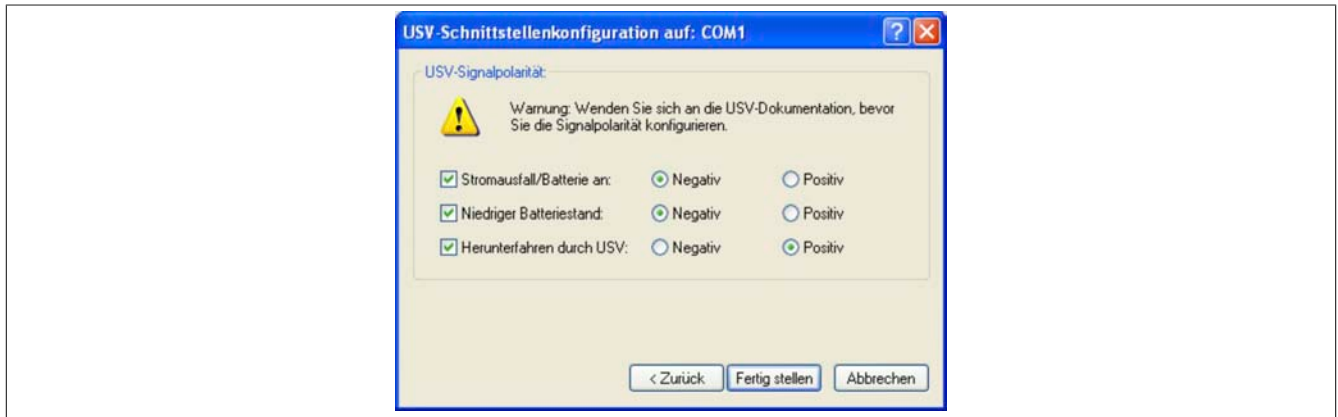 USV-Schnittstellenkonfiguration auf: COM1
USV-Signalpolarität:
Warnung: Wenden Sie sich an die USV-Dokumentation, bevor
Sie die Signalpolarität konfigurieren.
Stromausfall/Batterie an: Negativ Positiv
Niedriger Batteriestand: Negativ Positiv
Herunterfahren durch USV: Negativ Positiv
< Zurück Fertig stellen Abbrechen